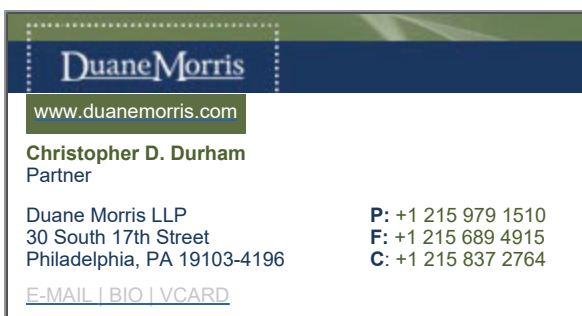 DuaneMorris
www.duanemorris.com
Christopher D. Durham
Partner
Duane Morris LLP
30 South 17th Street
Philadelphia, PA 19103-4196
P: +1 215 979 1510
F: +1 215 689 4915
C: +1 215 837 2764
E-MAIL | BIO | VCARD